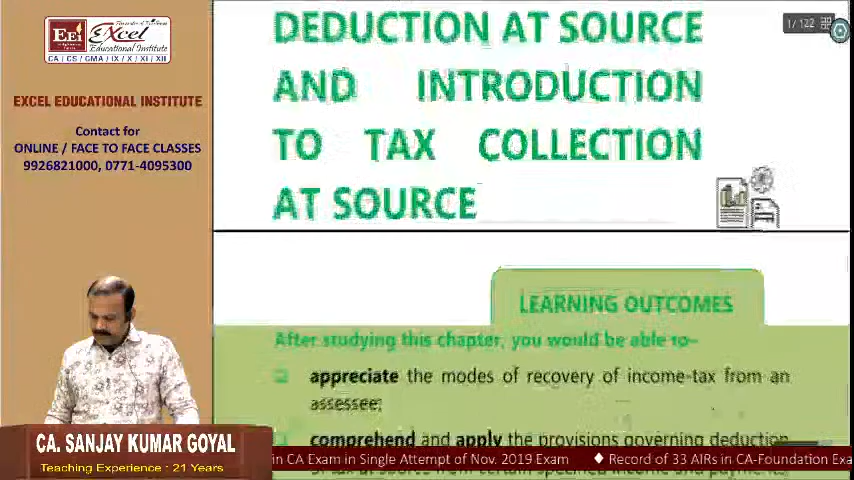 EEi
Excel
Educational Institute
CA / CS / CMA / IX / X / XI / XII
EXCEL EDUCATIONAL INSTITUTE
Contact for
ONLINE / FACE TO FACE CLASSES
9926821000, 0771-4095300
1 / 122
DEDUCTION AT SOURCE
AND INTRODUCTION
TO TAX COLLECTION
AT SOURCE
LEARNING OUTCOMES
After studying this chapter, you would be able to–
appreciate the modes of recovery of income-tax from an
assessee;
comprehend and apply the provisions governing deduction
CA. SANJAY KUMAR GOYAL
Teaching Experience : 21 Years
in CA Exam in Single Attempt of Nov. 2019 Exam ◆ Record of 33 AIRs in CA-Foundation Exa